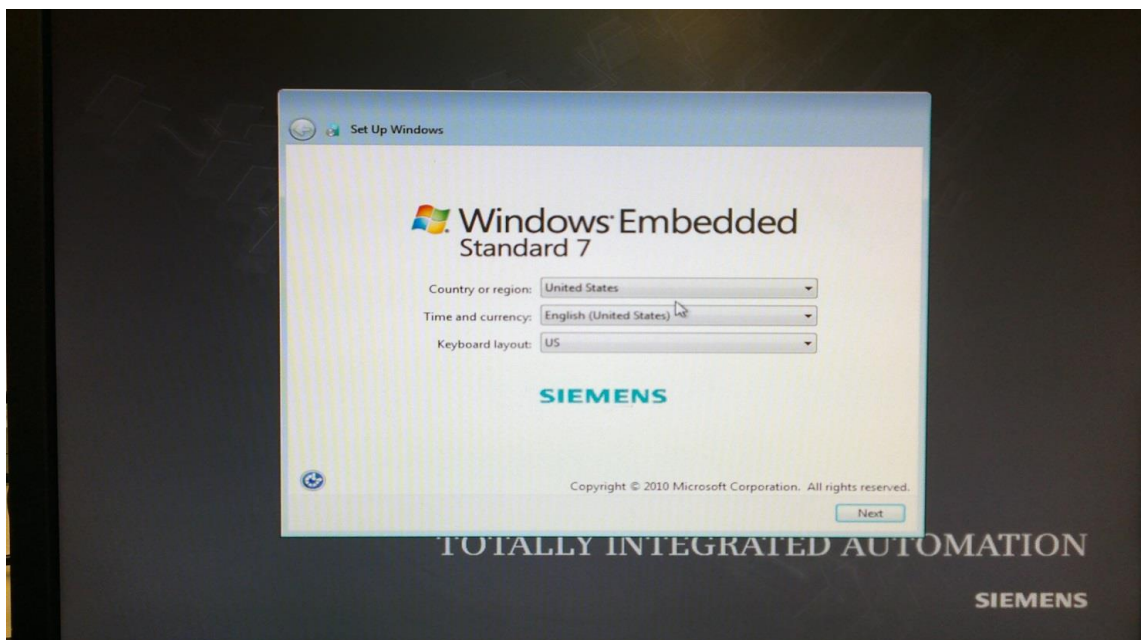 Set Up Windows
Windows Embedded
Standard 7
Country or region: United States
Time and currency: English (United States)
Keyboard layout: US
SIEMENS
Copyright © 2010 Microsoft Corporation. All rights reserved.
Next
TOTALLY INTEGRATED AUTOMATION
SIEMENS